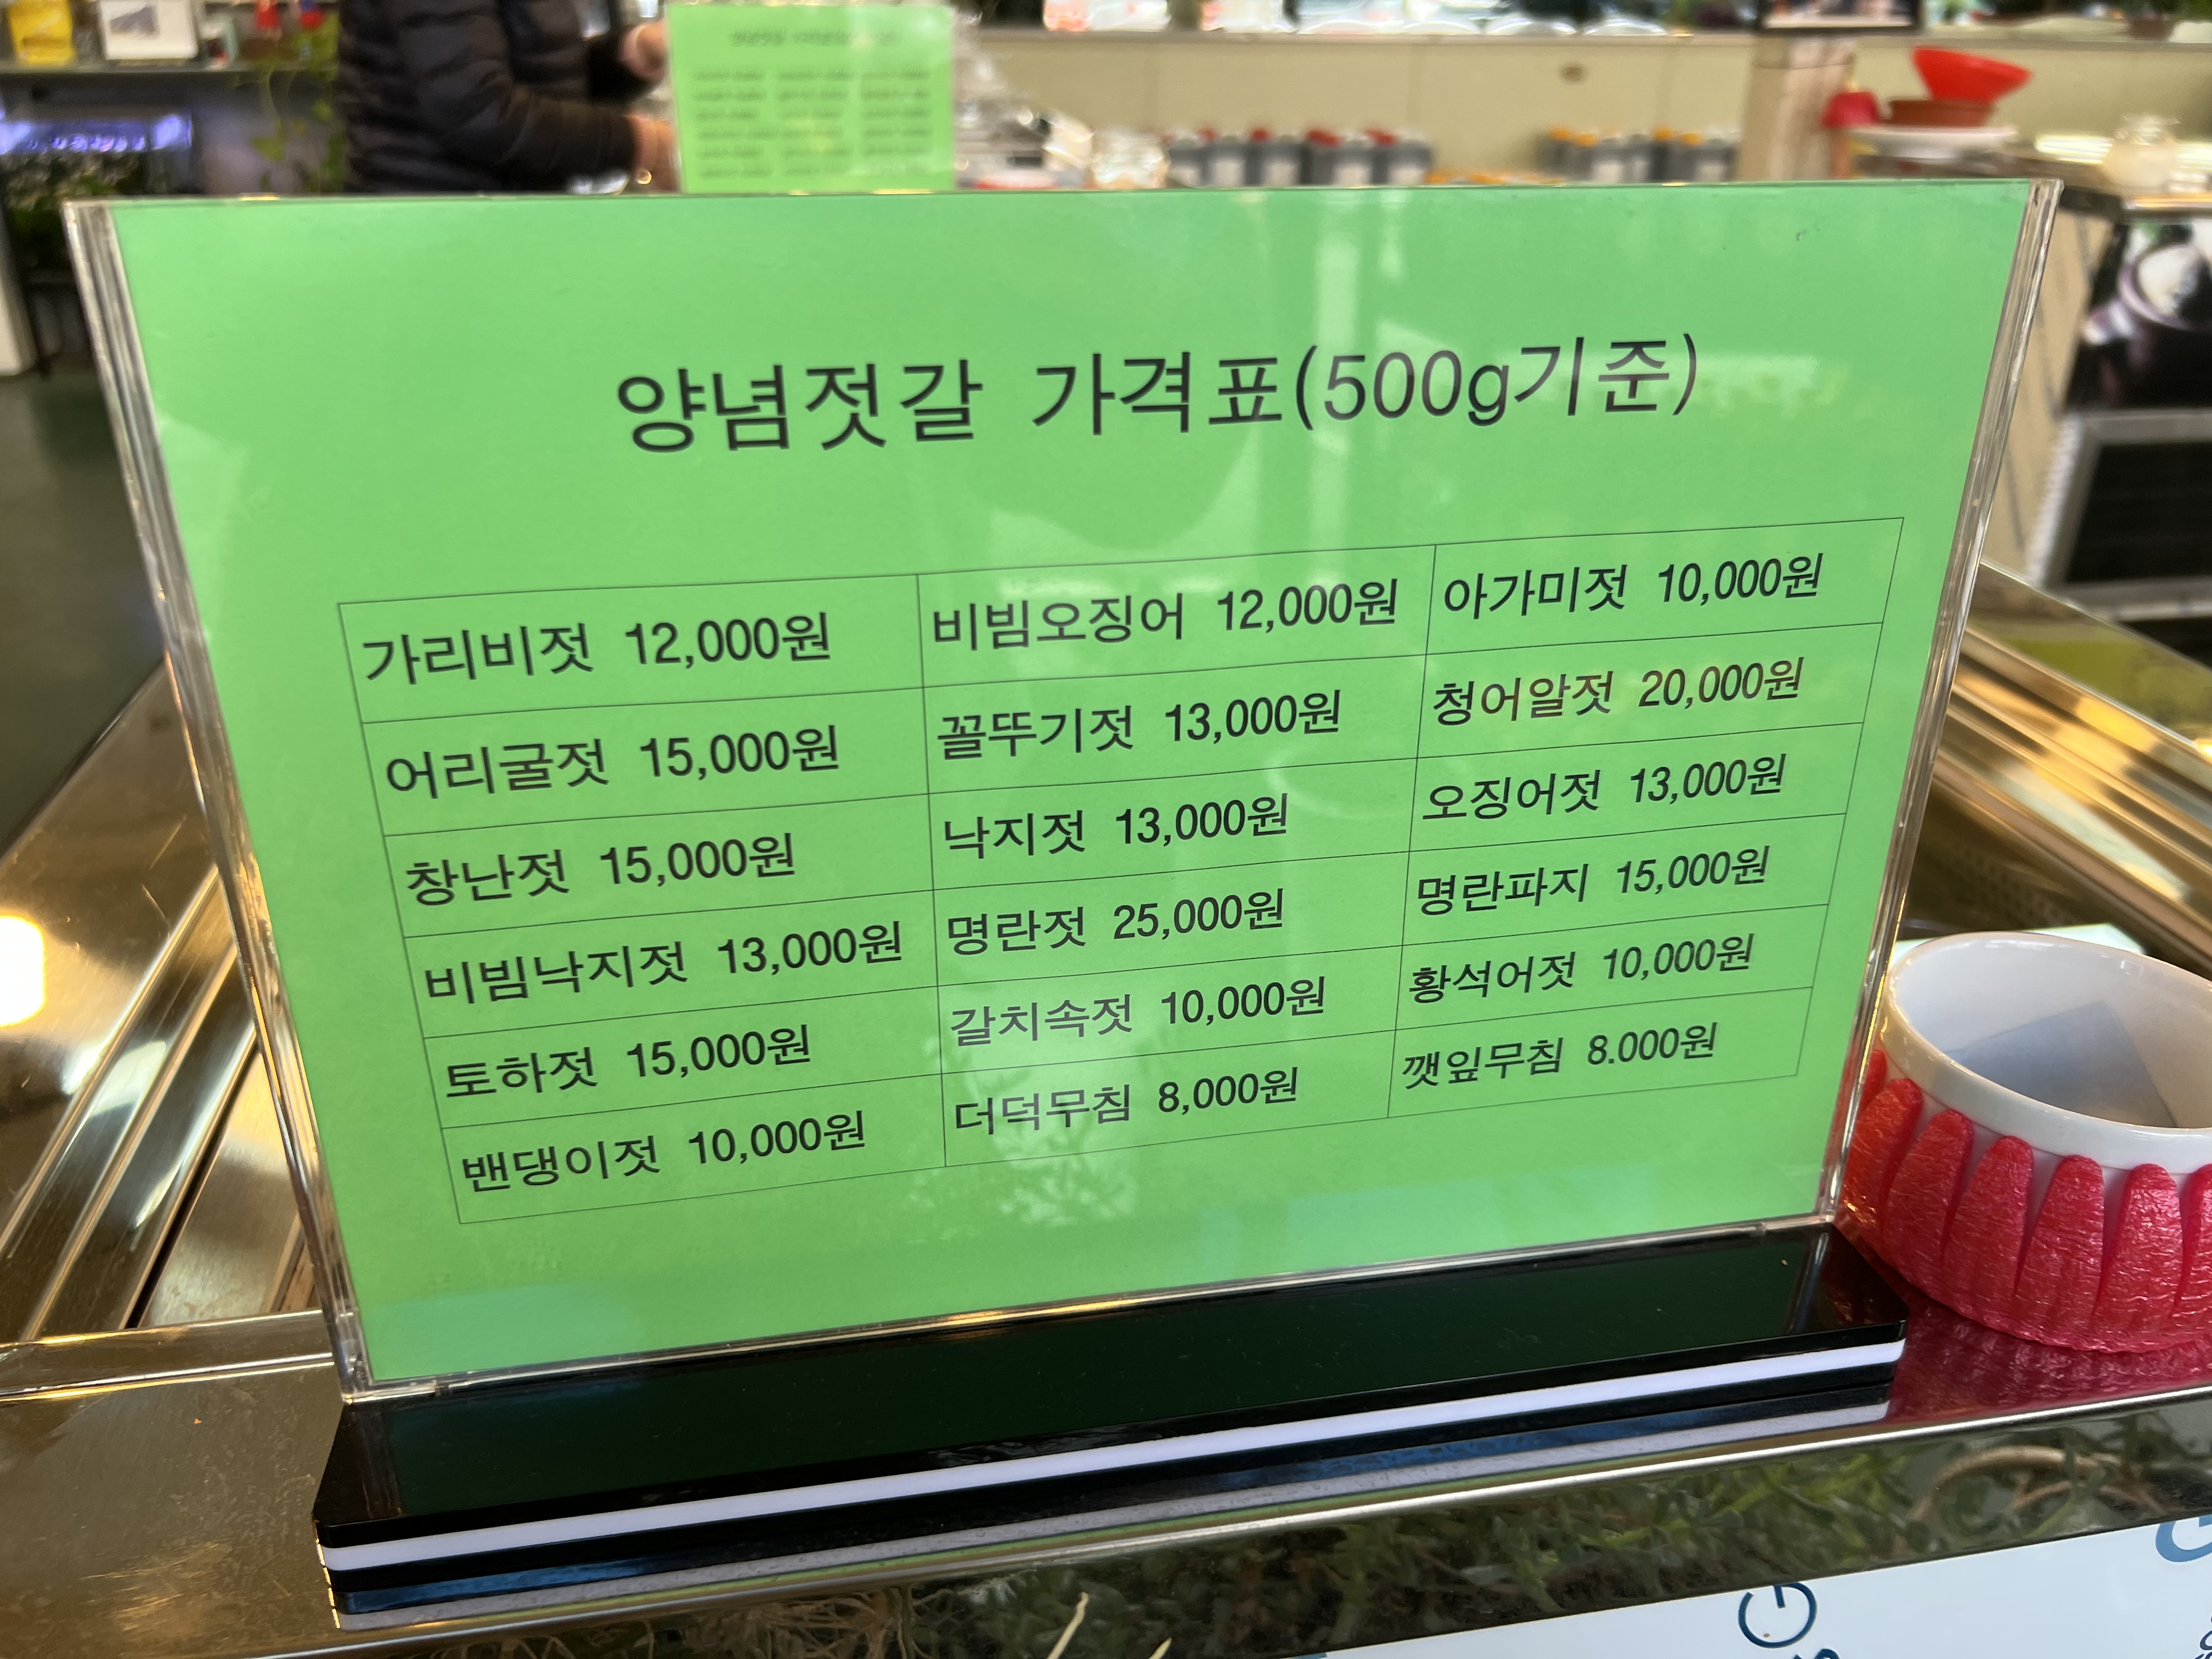 양념젓갈 가격표(500g기준)
가리비젓 12,000원 비빔오징어 12,000원 아가미젓 10,000원
어리굴젓 15,000원 꼴뚜기젓 13,000원 청어알젓 20,000원
창난젓 15,000원 낙지젓 13,000원 오징어젓 13,000원
비빔낙지젓 13,000원 명란젓 25,000원 명란파지 15,000원
토하젓 15,000원 갈치속젓 10,000원 황석어젓 10,000원
밴댕이젓 10,000원 더덕무침 8,000원 깻잎무침 8.000원